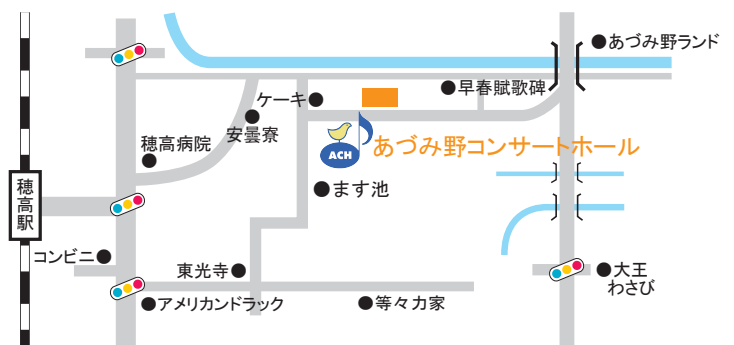 あづみ野ランド
早春賦歌碑
ケーキ
安曇寮
穂高病院
ACH
あづみ野コンサートホール
ます池
穂高駅
コンビニ
東光寺
大王
わさび
アメリカンドラック
等々力家